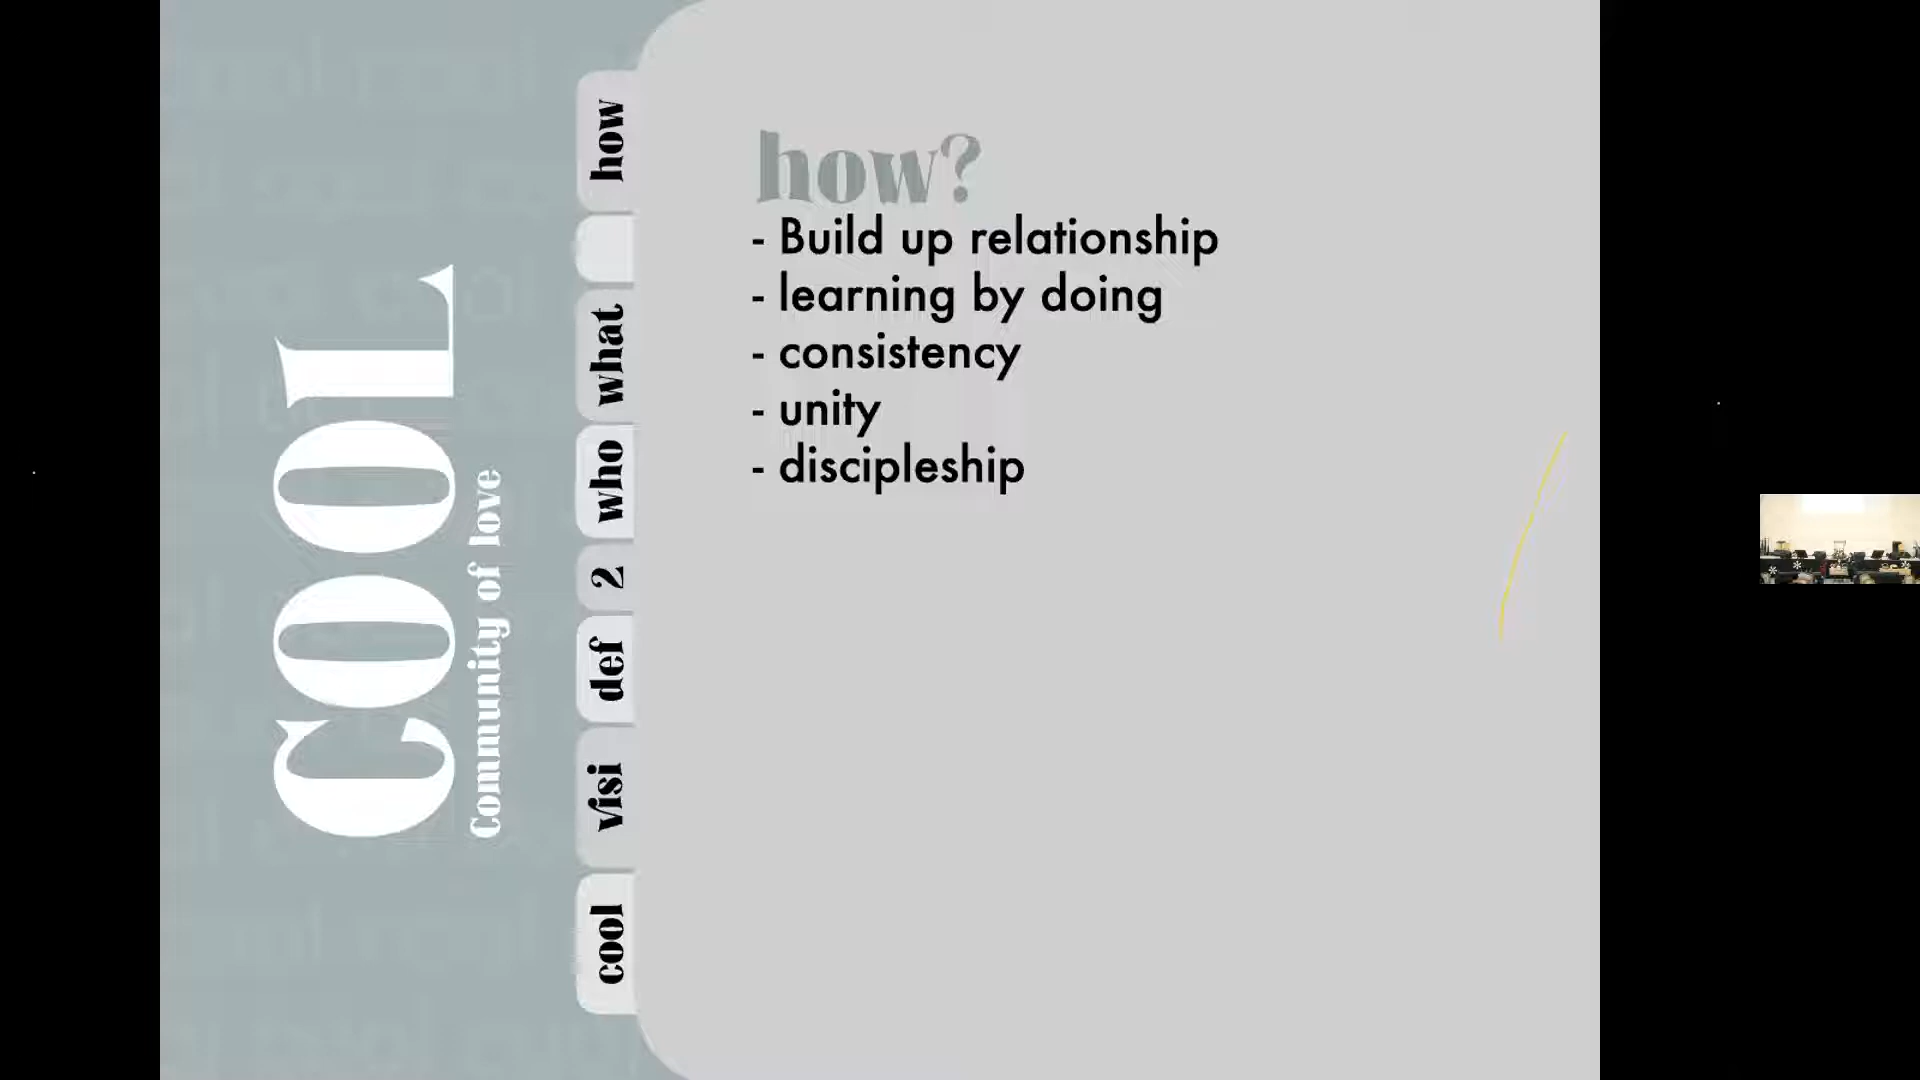 COOL
Community of love
how
what
who
2
def
visi
cool
how?
- Build up relationship
- learning by doing
- consistency
- unity
- discipleship